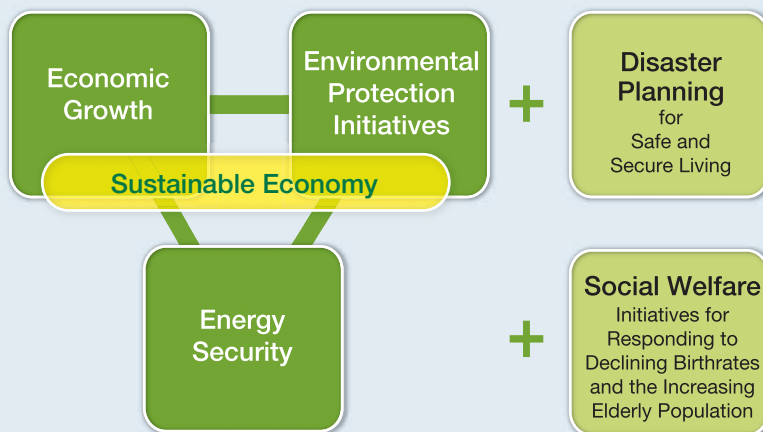 Economic
Growth
Environmental
Protection
Initiatives
+
Disaster
Planning
for
Safe and
Secure Living
Sustainable Economy
Energy
Security
+
Social Welfare
Initiatives for
Responding to
Declining Birthrates
and the Increasing
Elderly Population